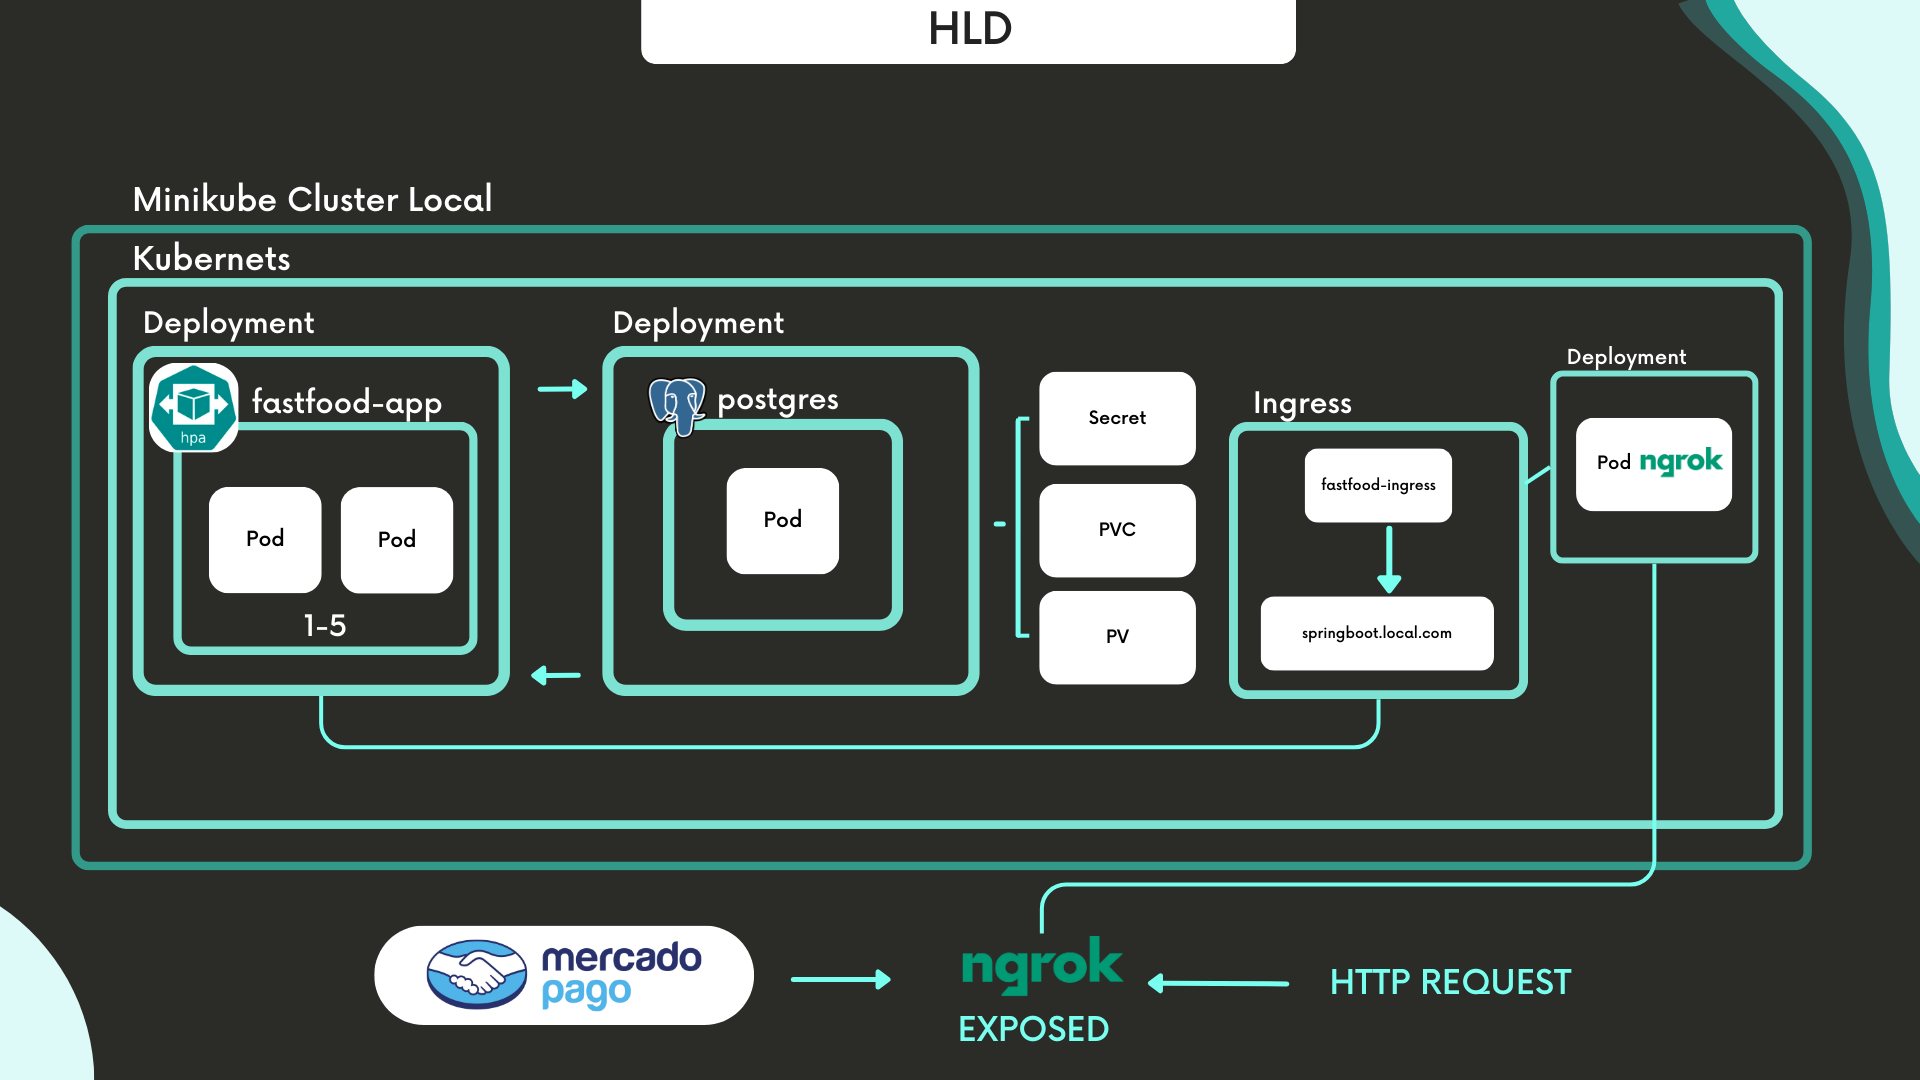 HLD
Minikube Cluster Local
Kubernets
Deployment
hpa
fastfood-app
Pod
Pod
1-5
Deployment
postgres
Pod
Secret
PVC
PV
Ingress
fastfood-ingress
springboot.local.com
Deployment
Pod ngrok
mercado
pago
ngrok
EXPOSED
HTTP REQUEST